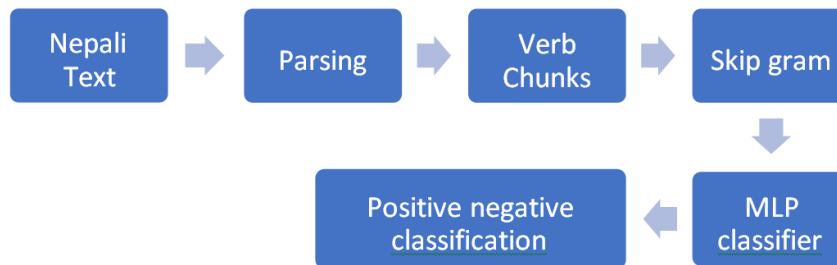 Nepali
Text
Parsing
Verb
Chunks
Skip gram
MLP
classifier
Positive negative
classification